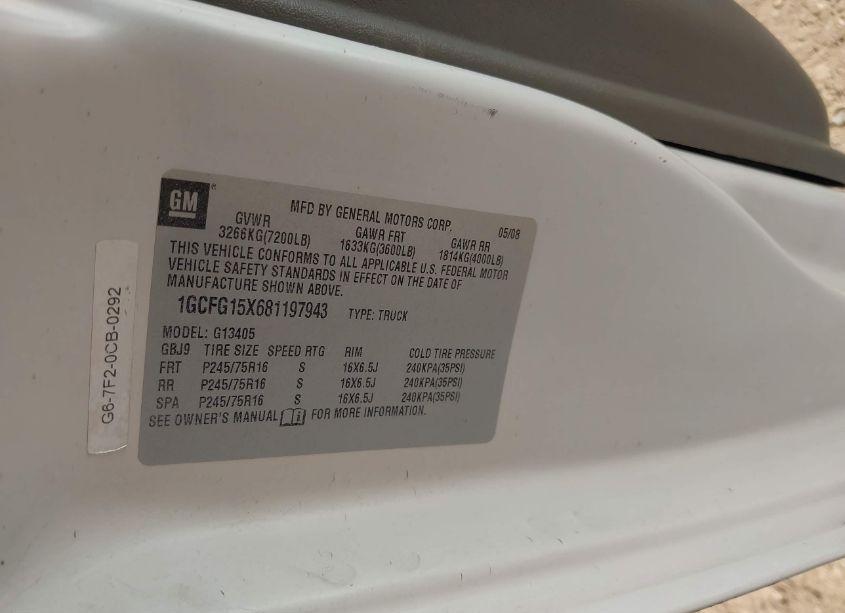 GM
MFD BY GENERAL MOTORS CORP. 05/08
GVWR GAWR FRT GAWR RR
3266KG(7200LB) 1633KG(3600LB) 1814KG(4000LB)
THIS VEHICLE CONFORMS TO ALL APPLICABLE U.S. FEDERAL MOTOR
VEHICLE SAFETY STANDARDS IN EFFECT ON THE DATE OF
MANUFACTURE SHOWN ABOVE.
1GCFG15X681197943 TYPE: TRUCK
MODEL: G13405
GBJ9 TIRE SIZE SPEED RTG RIM COLD TIRE PRESSURE
FRT P245/75R16 S 16X6.5J 240KPA(35PSI)
RR P245/75R16 S 16X6.5J 240KPA(35PSI)
SPA P245/75R16 S 16X6.5J 240KPA(35PSI)
SEE OWNER'S MANUAL FOR MORE INFORMATION.
G6-7F2-0CB-0292